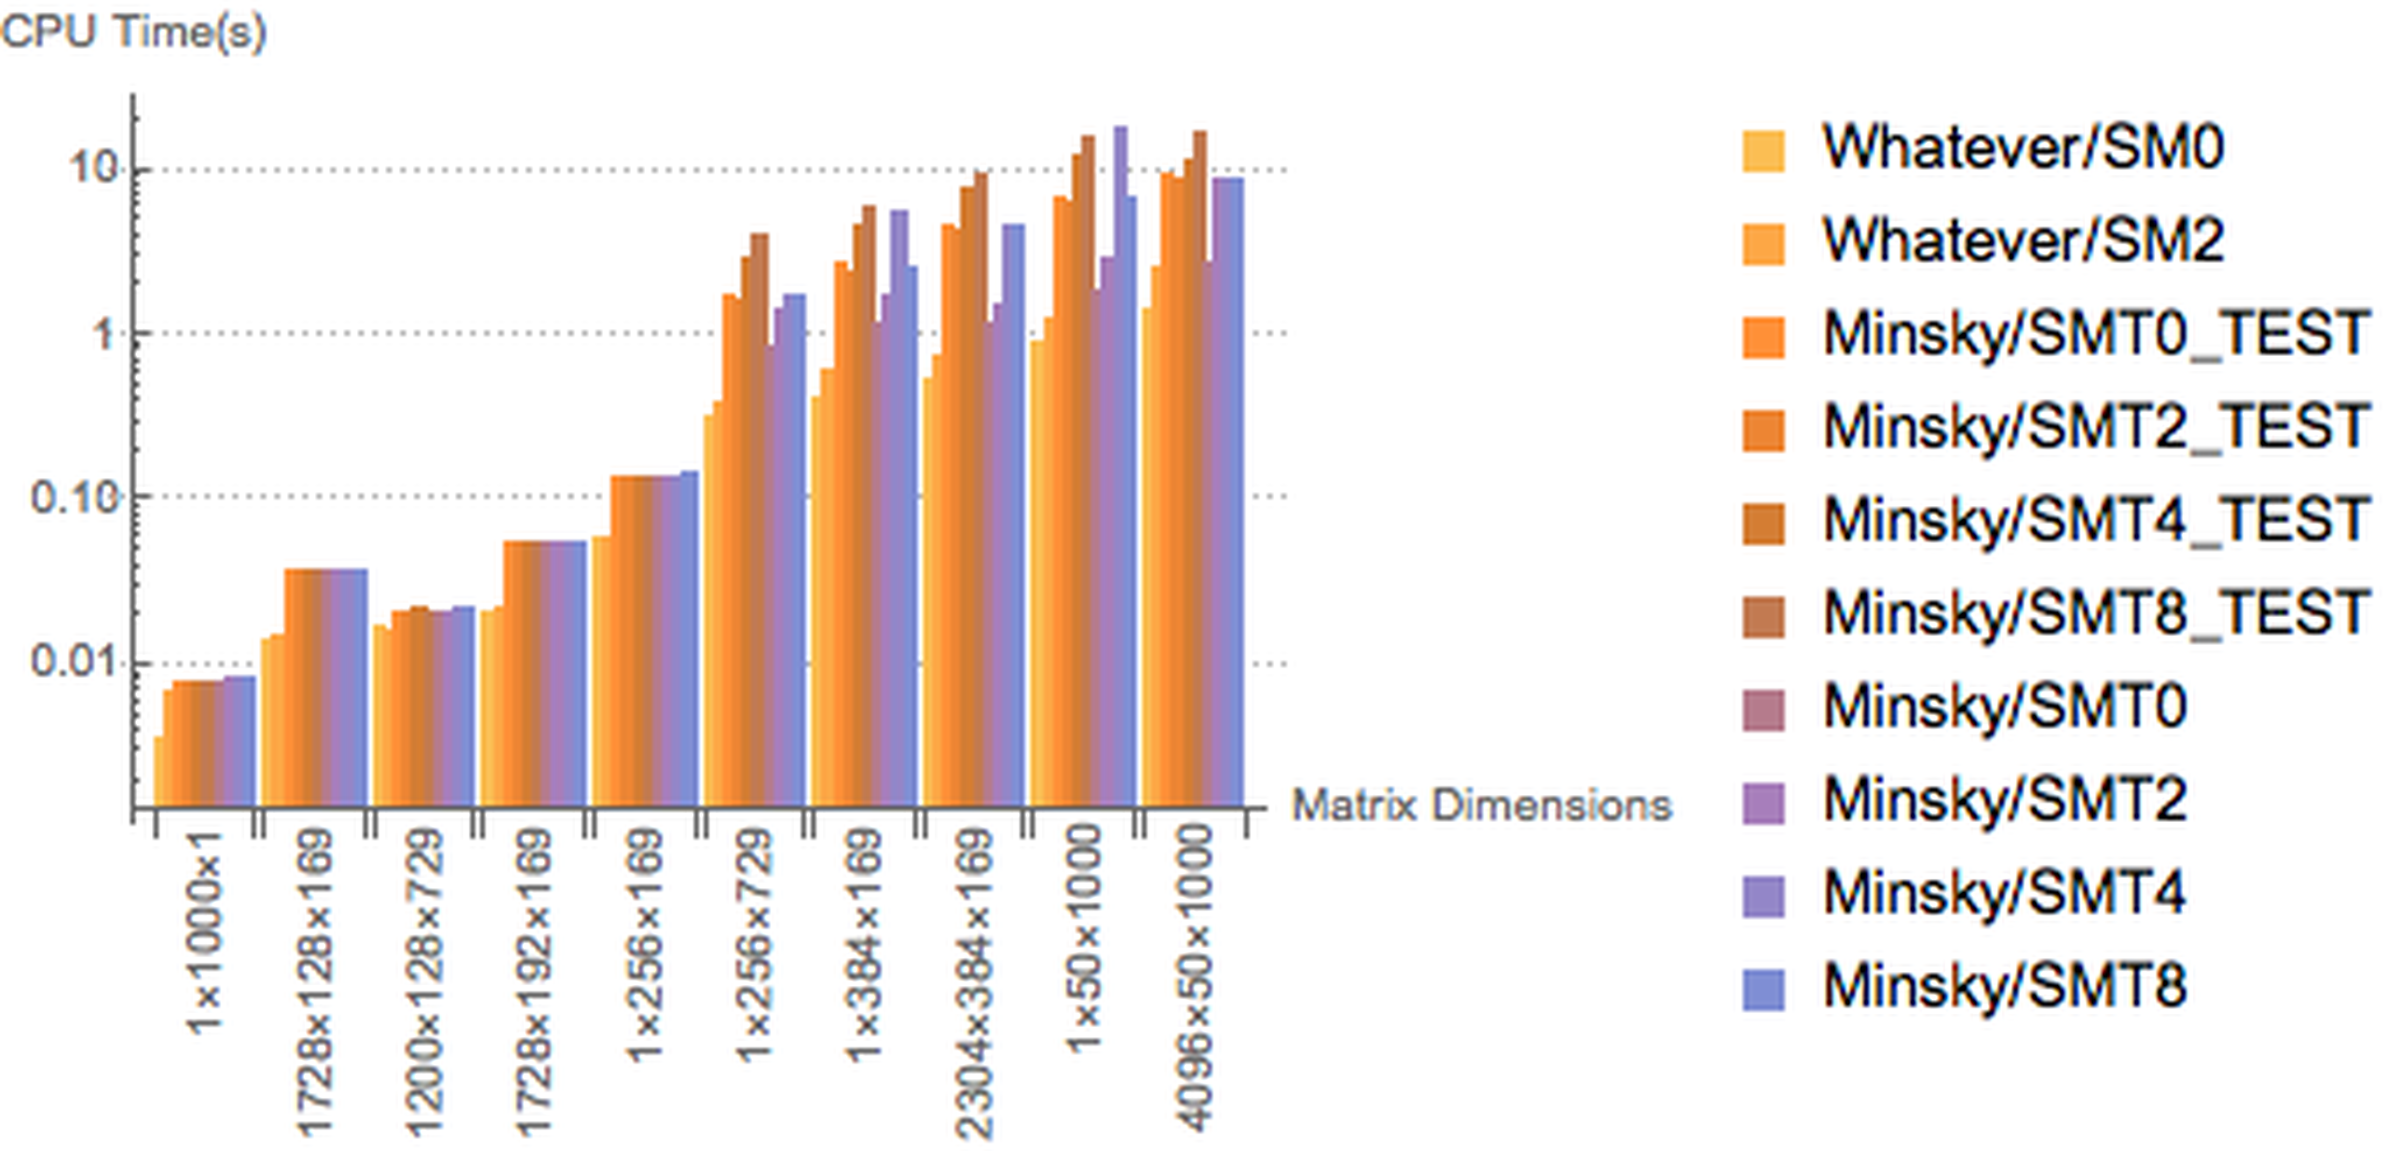 CPU Time(s)
10
1
0.10
0.01
1×1000×1
1728×128×169
1200×128×729
1728×192×169
1×256×169
1×256×729
1×384×169
2304×384×169
1×50×1000
4096×50×1000
Matrix Dimensions
Whatever/SM0
Whatever/SM2
Minsky/SMT0_TEST
Minsky/SMT2_TEST
Minsky/SMT4_TEST
Minsky/SMT8_TEST
Minsky/SMT0
Minsky/SMT2
Minsky/SMT4
Minsky/SMT8